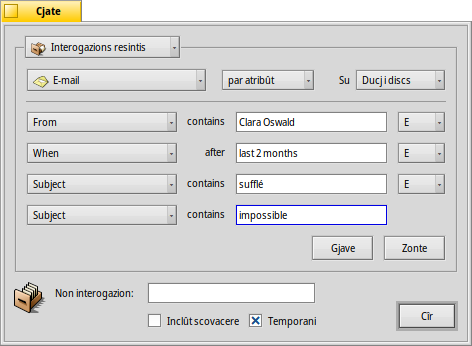 Cjate
Interogazions resintis
E-mail par atribût Su Ducj i discs
From contains Clara Oswald E
When after last 2 months E
Subject contains sufflé E
Subject contains impossible
Gjave Zonte
Non interogazion:
Inclût scovacere Temporani
Cîr